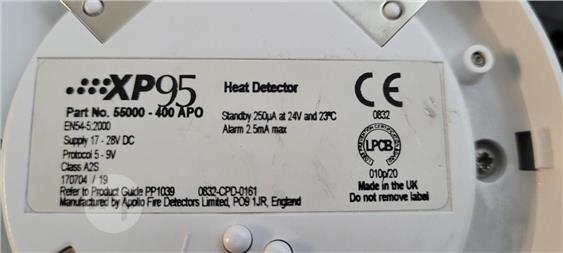 XP95
Heat Detector
Part No. 55000 - 400 APO
EN54-5:2000
Supply 17 - 28V DC
Protocol 5 - 9V
Class A2S
170704 / 19
Refer to Product Guide PP1039 0832-CPD-0161
Manufactured by Apollo Fire Detectors Limited, PO9 1JR, England
Standby 250µA at 24V and 23°C
Alarm 2.5mA max
CE
0832
LPCB
010p/20
Made in the UK
Do not remove label